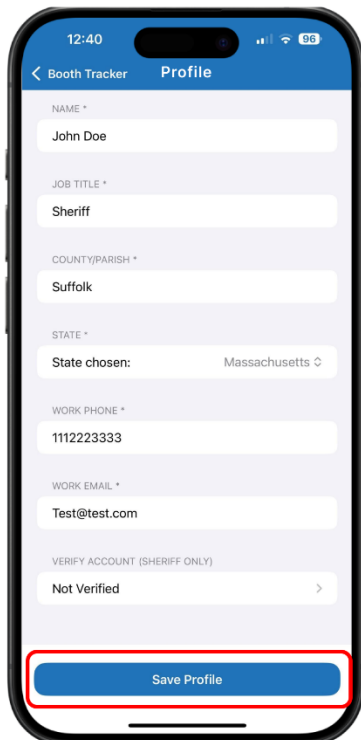 12:40
96
Booth Tracker
Profile
NAME *
John Doe
JOB TITLE *
Sheriff
COUNTY/PARISH *
Suffolk
STATE *
State chosen: Massachusetts
WORK PHONE *
1112223333
WORK EMAIL *
Test@test.com
VERIFY ACCOUNT (SHERIFF ONLY)
Not Verified
Save Profile